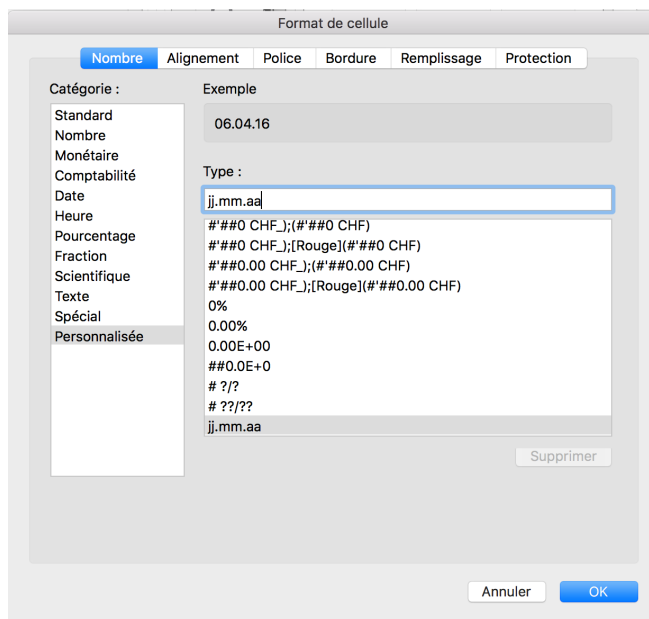 Format de cellule
Nombre Alignement Police Bordure Remplissage Protection
Catégorie :
Standard
Nombre
Monétaire
Comptabilité
Date
Heure
Pourcentage
Fraction
Scientifique
Texte
Spécial
Personnalisée
Exemple
06.04.16
Type :
jj.mm.aa
#'##0 CHF_);(#'##0 CHF)
#'##0 CHF_);[Rouge](#'##0 CHF)
#'##0.00 CHF_);(#'##0.00 CHF)
#'##0.00 CHF_);[Rouge](#'##0.00 CHF)
0%
0.00%
0.00E+00
##0.0E+0
# ?/?
# ??/??
jj.mm.aa
Supprimer
Annuler OK